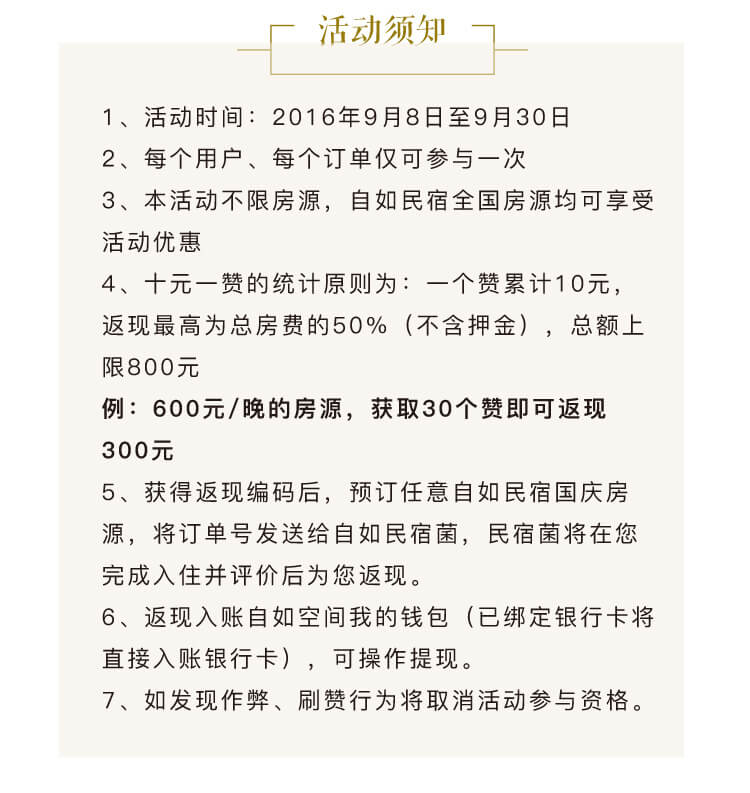 活动须知
1、活动时间：2016年9月8日至9月30日
2、每个用户、每个订单仅可参与一次
3、本活动不限房源，自如民宿全国房源均可享受
活动优惠
4、十元一赞的统计原则为：一个赞累计10元，
返现最高为总房费的50%（不含押金），总额上
限800元
例：600元/晚的房源，获取30个赞即可返现
300元
5、获得返现编码后，预订任意自如民宿国庆房
源，将订单号发送给自如民宿菌，民宿菌将在您
完成入住并评价后为您返现。
6、返现入账自如空间我的钱包（已绑定银行卡将
直接入账银行卡），可操作提现。
7、如发现作弊、刷赞行为将取消活动参与资格。